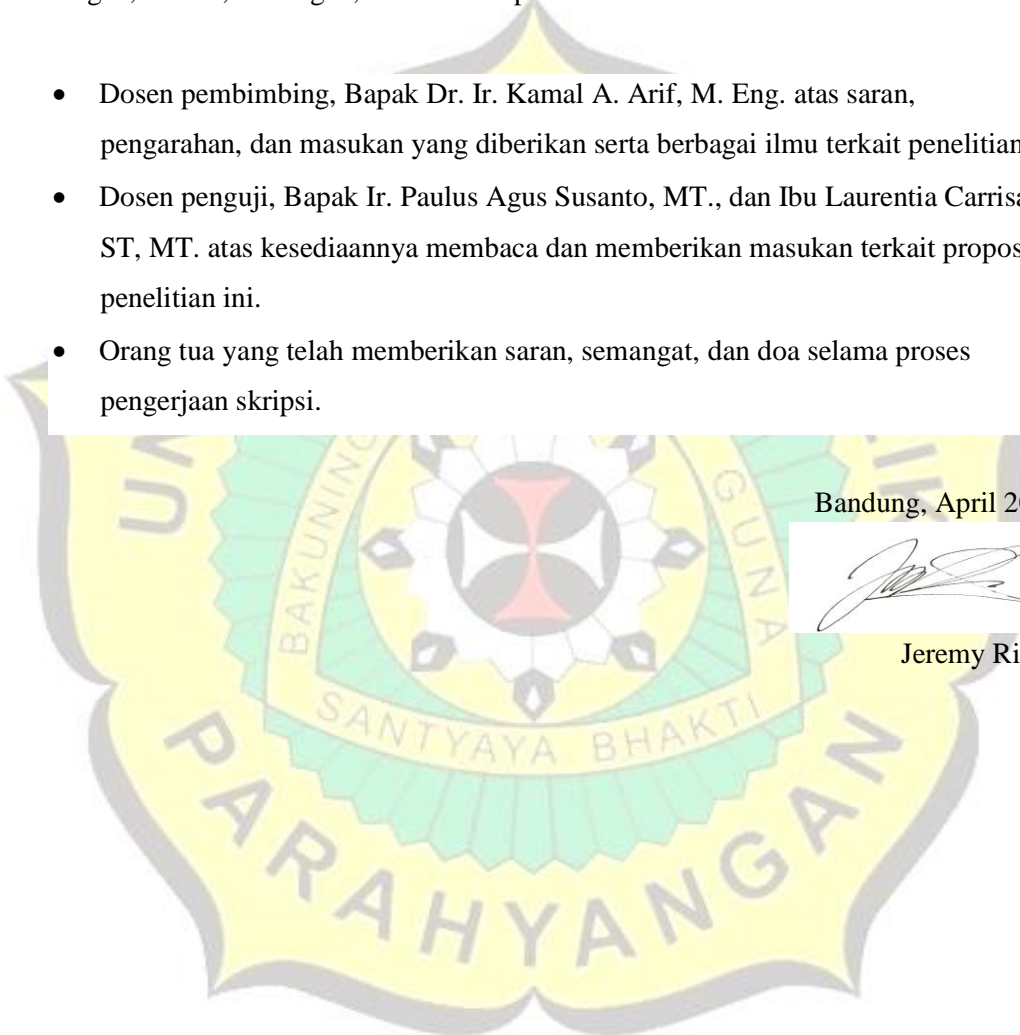 • Dosen pembimbing, Bapak Dr. Ir. Kamal A. Arif, M. Eng. atas saran,
pengarahan, dan masukan yang diberikan serta berbagai ilmu terkait penelitian
• Dosen penguji, Bapak Ir. Paulus Agus Susanto, MT., dan Ibu Laurentia Carrisa
ST, MT. atas kesediaannya membaca dan memberikan masukan terkait propos
penelitian ini.
• Orang tua yang telah memberikan saran, semangat, dan doa selama proses
pengerjaan skripsi.
Bandung, April 20
Jeremy Ri
BAKUNING
GUNA
SANTYAYA BHAKTI
PARAHYANGAN